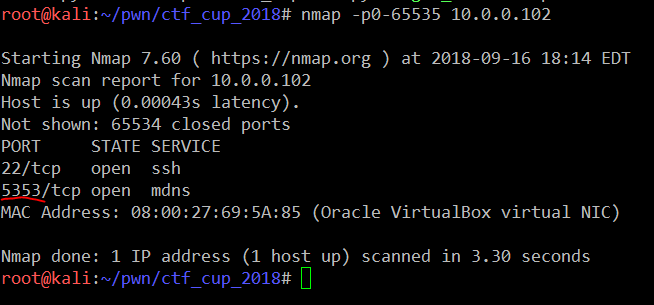 root@kali:~/pwn/ctf_cup_2018# nmap -p0-65535 10.0.0.102
Starting Nmap 7.60 ( https://nmap.org ) at 2018-09-16 18:14 EDT
Nmap scan report for 10.0.0.102
Host is up (0.00043s latency).
Not shown: 65534 closed ports
PORT     STATE SERVICE
22/tcp   open  ssh
5353/tcp open  mdns
MAC Address: 08:00:27:69:5A:85 (Oracle VirtualBox virtual NIC)
Nmap done: 1 IP address (1 host up) scanned in 3.30 seconds
root@kali:~/pwn/ctf_cup_2018#